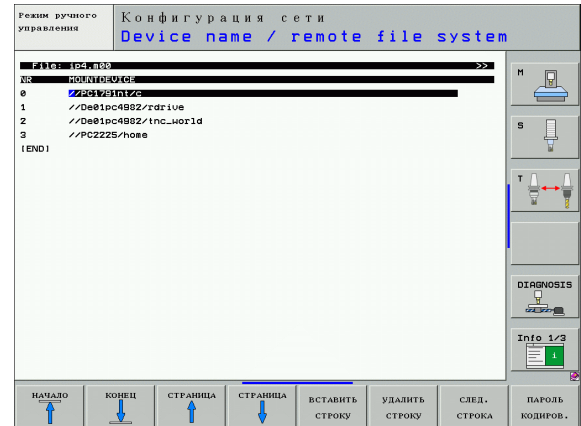 Режим ручного
управления
Конфигурация сети
Device name / remote file system
File: ip4.m00 >>
NR MOUNTDEVICE
0 //PC1791nt/c
1 //De01pc4982/rdrive
2 //De01pc4982/tnc_world
3 //PC2225/home
[END]
M
S
T
DIAGNOSIS
Info 1/3
i
НАЧАЛО
КОНЕЦ
СТРАНИЦА
СТРАНИЦА
ВСТАВИТЬ
СТРОКУ
УДАЛИТЬ
СТРОКУ
СЛЕД.
СТРОКА
ПАРОЛЬ
КОДИРОВ.